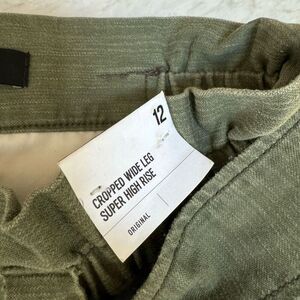 12
CROPPED WIDE LEG
SUPER HIGH RISE
ORIGINAL